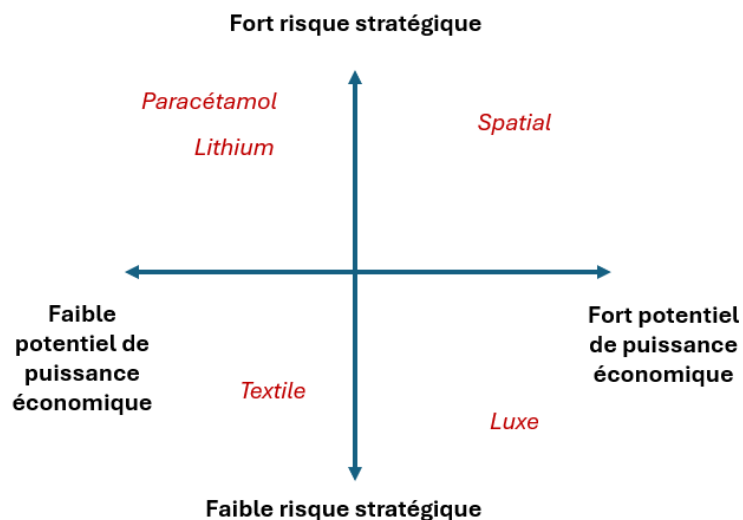 Fort risque stratégique
Paracétamol
Spatial
Lithium
Faible
potentiel de
puissance
économique
Fort potentiel
de puissance
économique
Textile
Luxe
Faible risque stratégique